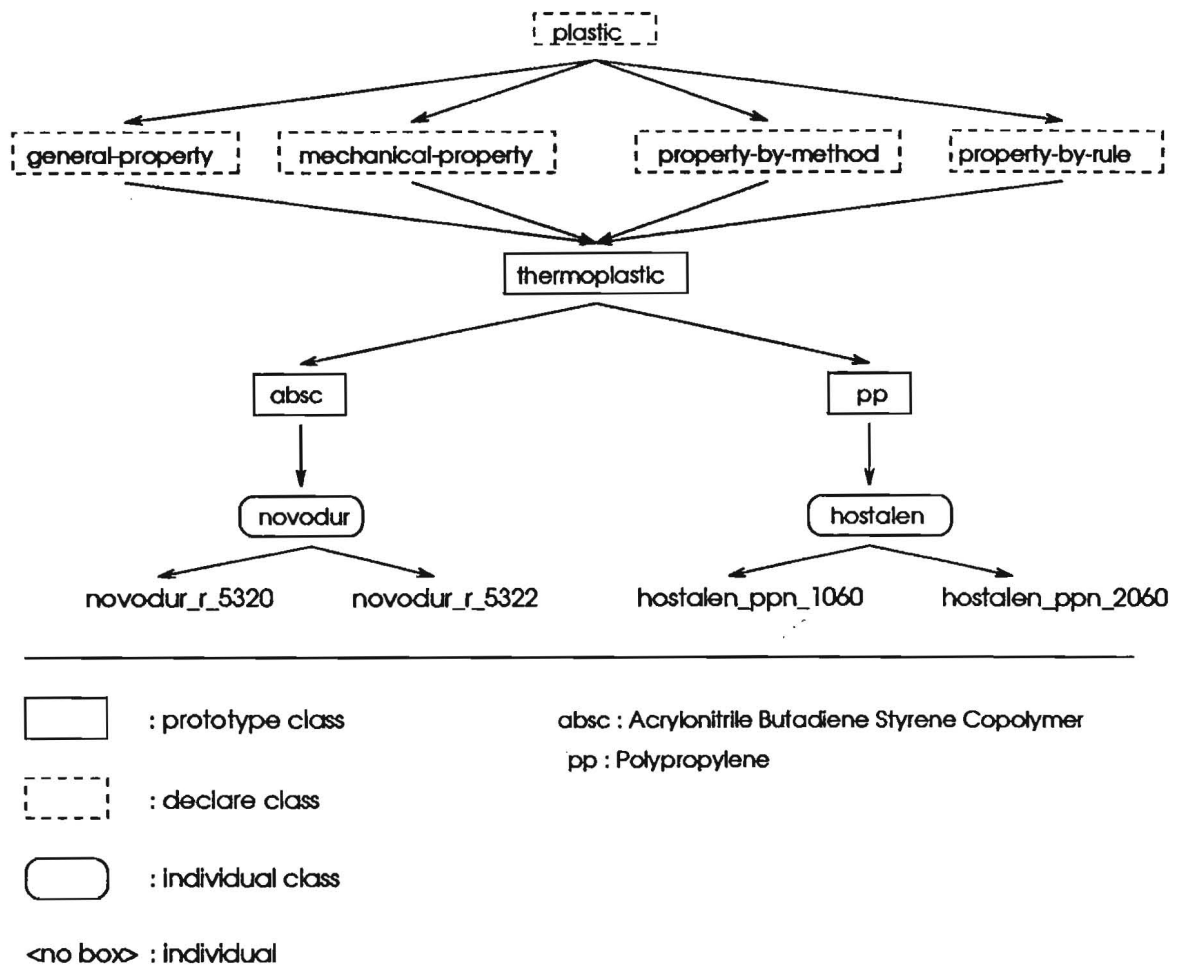 plastic
general-property mechanical-property property-by-method property-by-rule
thermoplastic
absc pp
novodur hostalen
novodur_r_5320 novodur_r_5322 hostalen_ppn_1060 hostalen_ppn_2060
: prototype class absc : Acrylonitrile Butadiene Styrene Copolymer
pp : Polypropylene
: declare class
: individual class
<no box> : individual